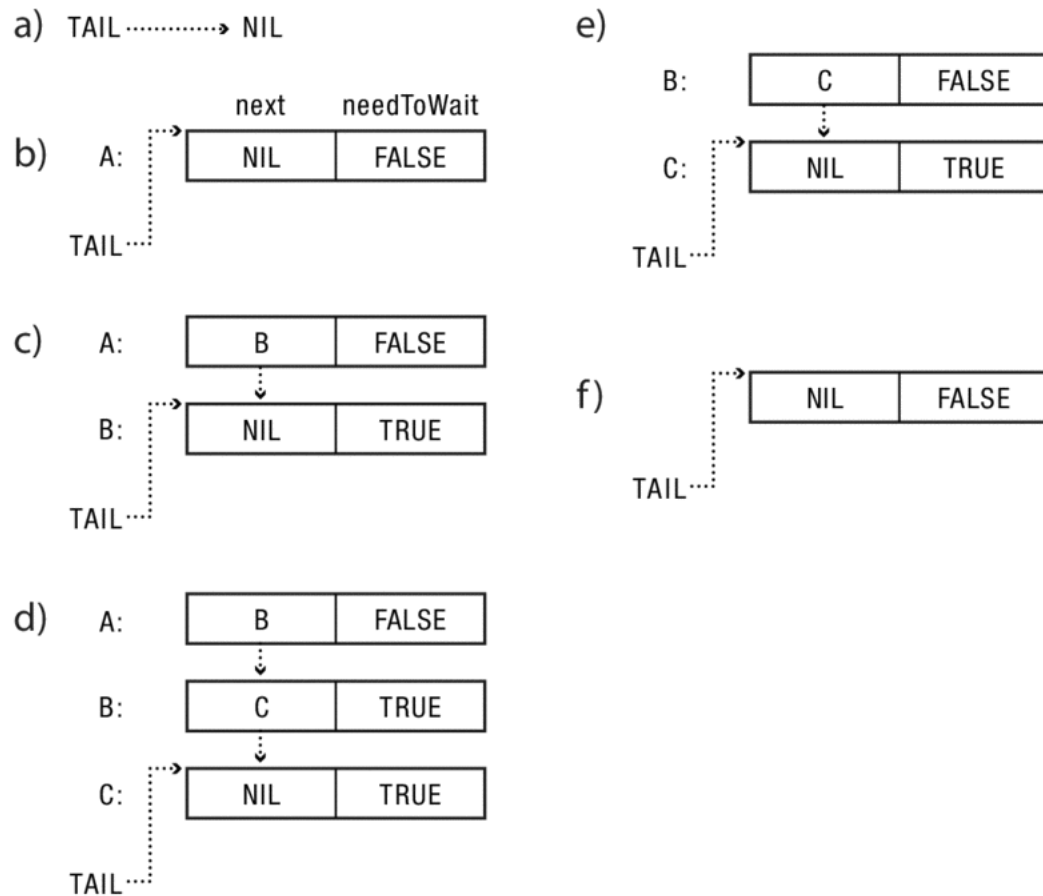 a) TAIL NIL
next needToWait
b) A: NIL FALSE
TAIL
c) A: B FALSE
B: NIL TRUE
TAIL
d) A: B FALSE
B: C TRUE
C: NIL TRUE
TAIL
e)
B: C FALSE
C: NIL TRUE
TAIL
f) NIL FALSE
TAIL